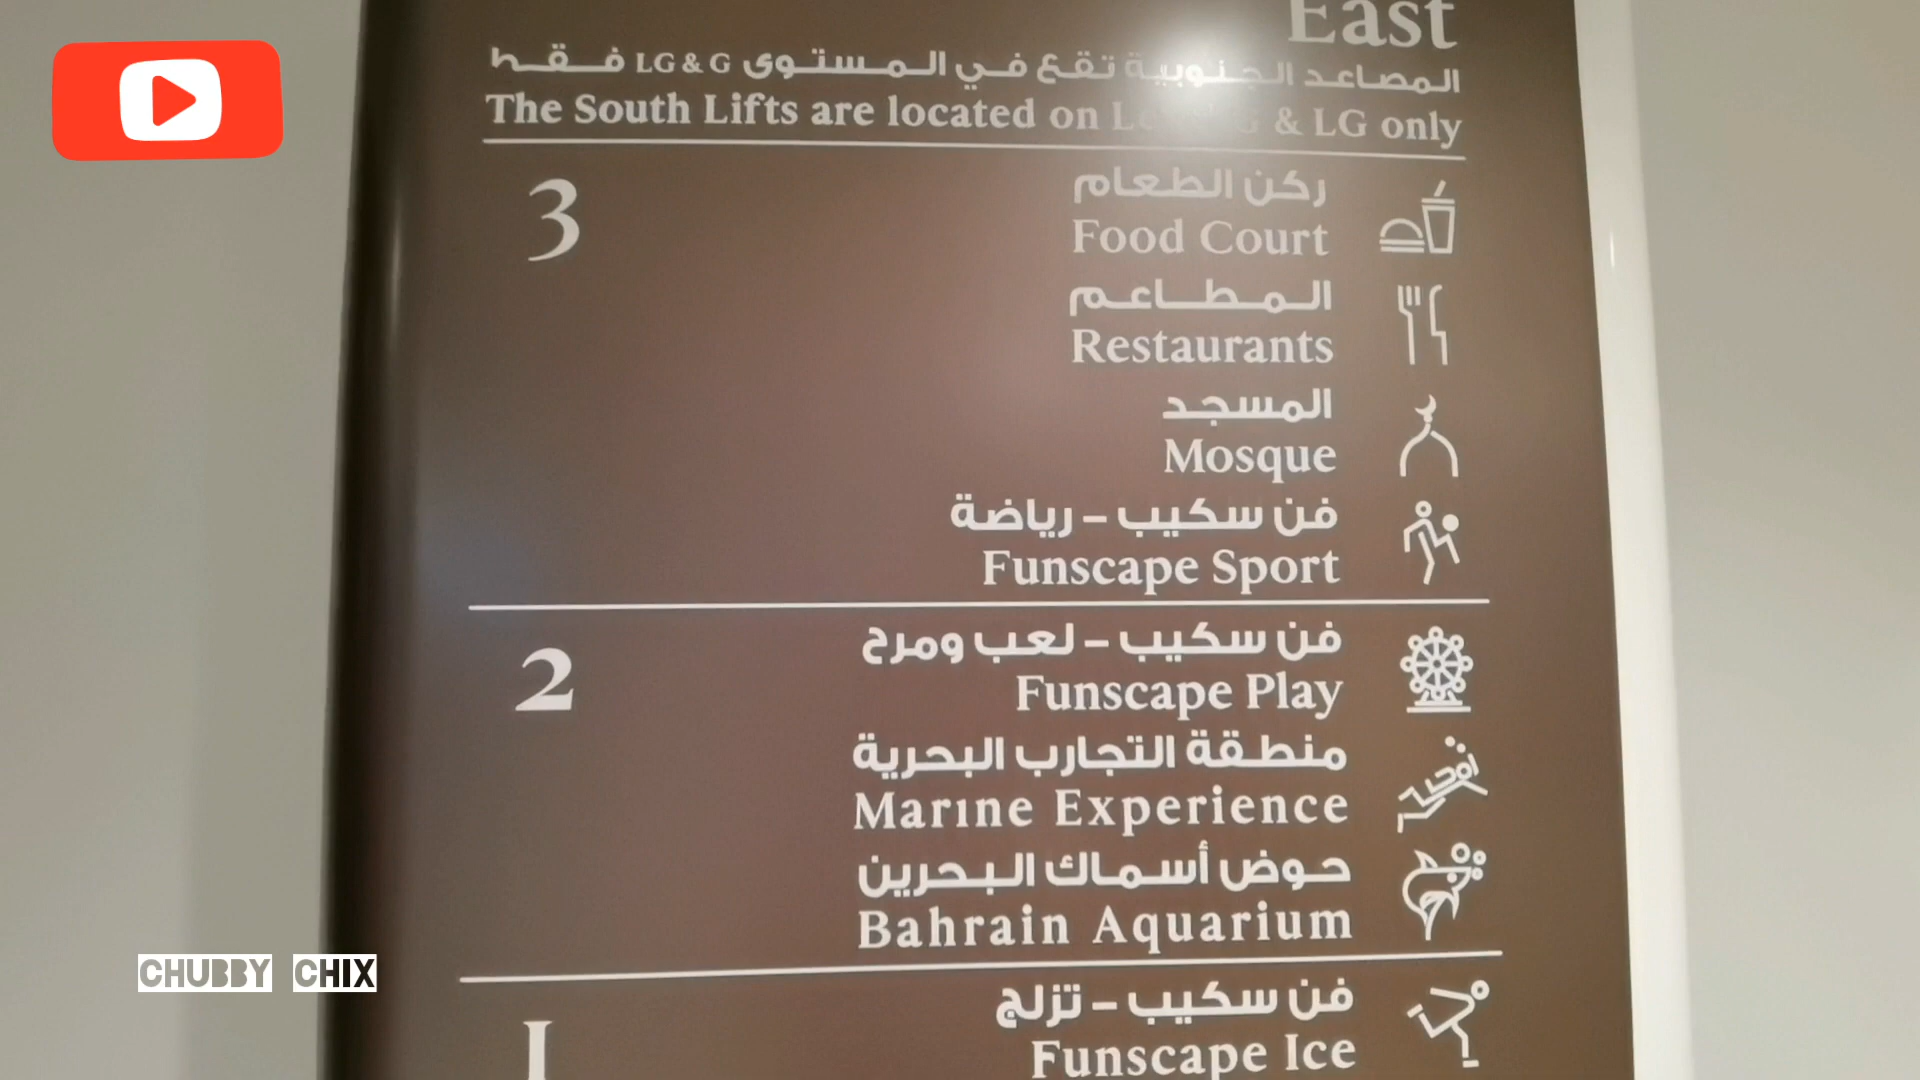 East
المصاعد الجنوبية تقع في المستوى LG & G فقط
The South Lifts are located on & LG only
3
ركن الطعام
Food Court
المطاعم
Restaurants
المسجد
Mosque
فن سكيب – رياضة
Funscape Sport
2
فن سكيب – لعب ومرح
Funscape Play
منطقة التجارب البحرية
Marine Experience
حوض أسماك البحرين
Bahrain Aquarium
1
فن سكيب – تزلج
Funscape Ice
CHUBBY CHIX